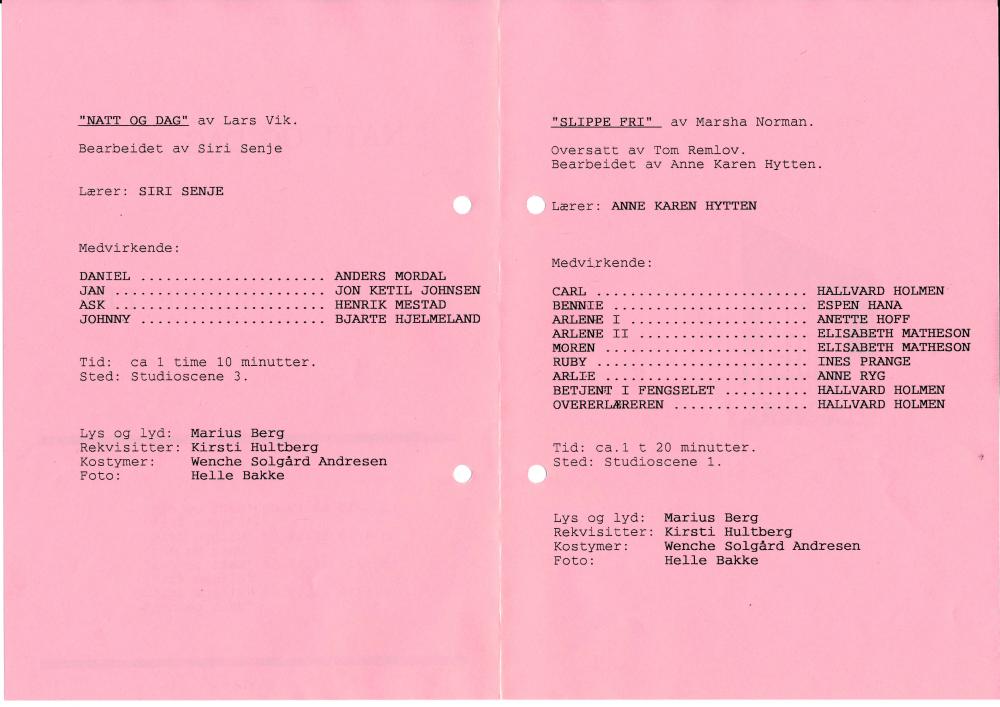 "NATT OG DAG" av Lars Vik.
Bearbeidet av Siri Senje
Lærer: SIRI SENJE
Medvirkende:
DANIEL ...................... ANDERS MORDAL
JAN ......................... JON KETIL JOHNSEN
ASK ......................... HENRIK MESTAD
JOHNNY ...................... BJARTE HJELMELAND
Tid: ca 1 time 10 minutter.
Sted: Studioscene 3.
Lys og lyd: Marius Berg
Rekvisitter: Kirsti Hultberg
Kostymer: Wenche Solgård Andresen
Foto: Helle Bakke
"SLIPPE FRI" av Marsha Norman.
Oversatt av Tom Remlov.
Bearbeidet av Anne Karen Hytten.
Lærer: ANNE KAREN HYTTEN
Medvirkende:
CARL ......................... HALLVARD HOLMEN
BENNIE ........................ ESPEN HANA
ARLENE I ..................... ANETTE HOFF
ARLENE II .................... ELISABETH MATHESON
MOREN ........................ ELISABETH MATHESON
RUBY ......................... INES PRANGE
ARLIE ........................ ANNE RYG
BETJENT I FENGSELET .......... HALLVARD HOLMEN
OVERERLÆREREN ................ HALLVARD HOLMEN
Tid: ca.1 t 20 minutter.
Sted: Studioscene 1.
Lys og lyd: Marius Berg
Rekvisitter: Kirsti Hultberg
Kostymer: Wenche Solgård Andresen
Foto: Helle Bakke